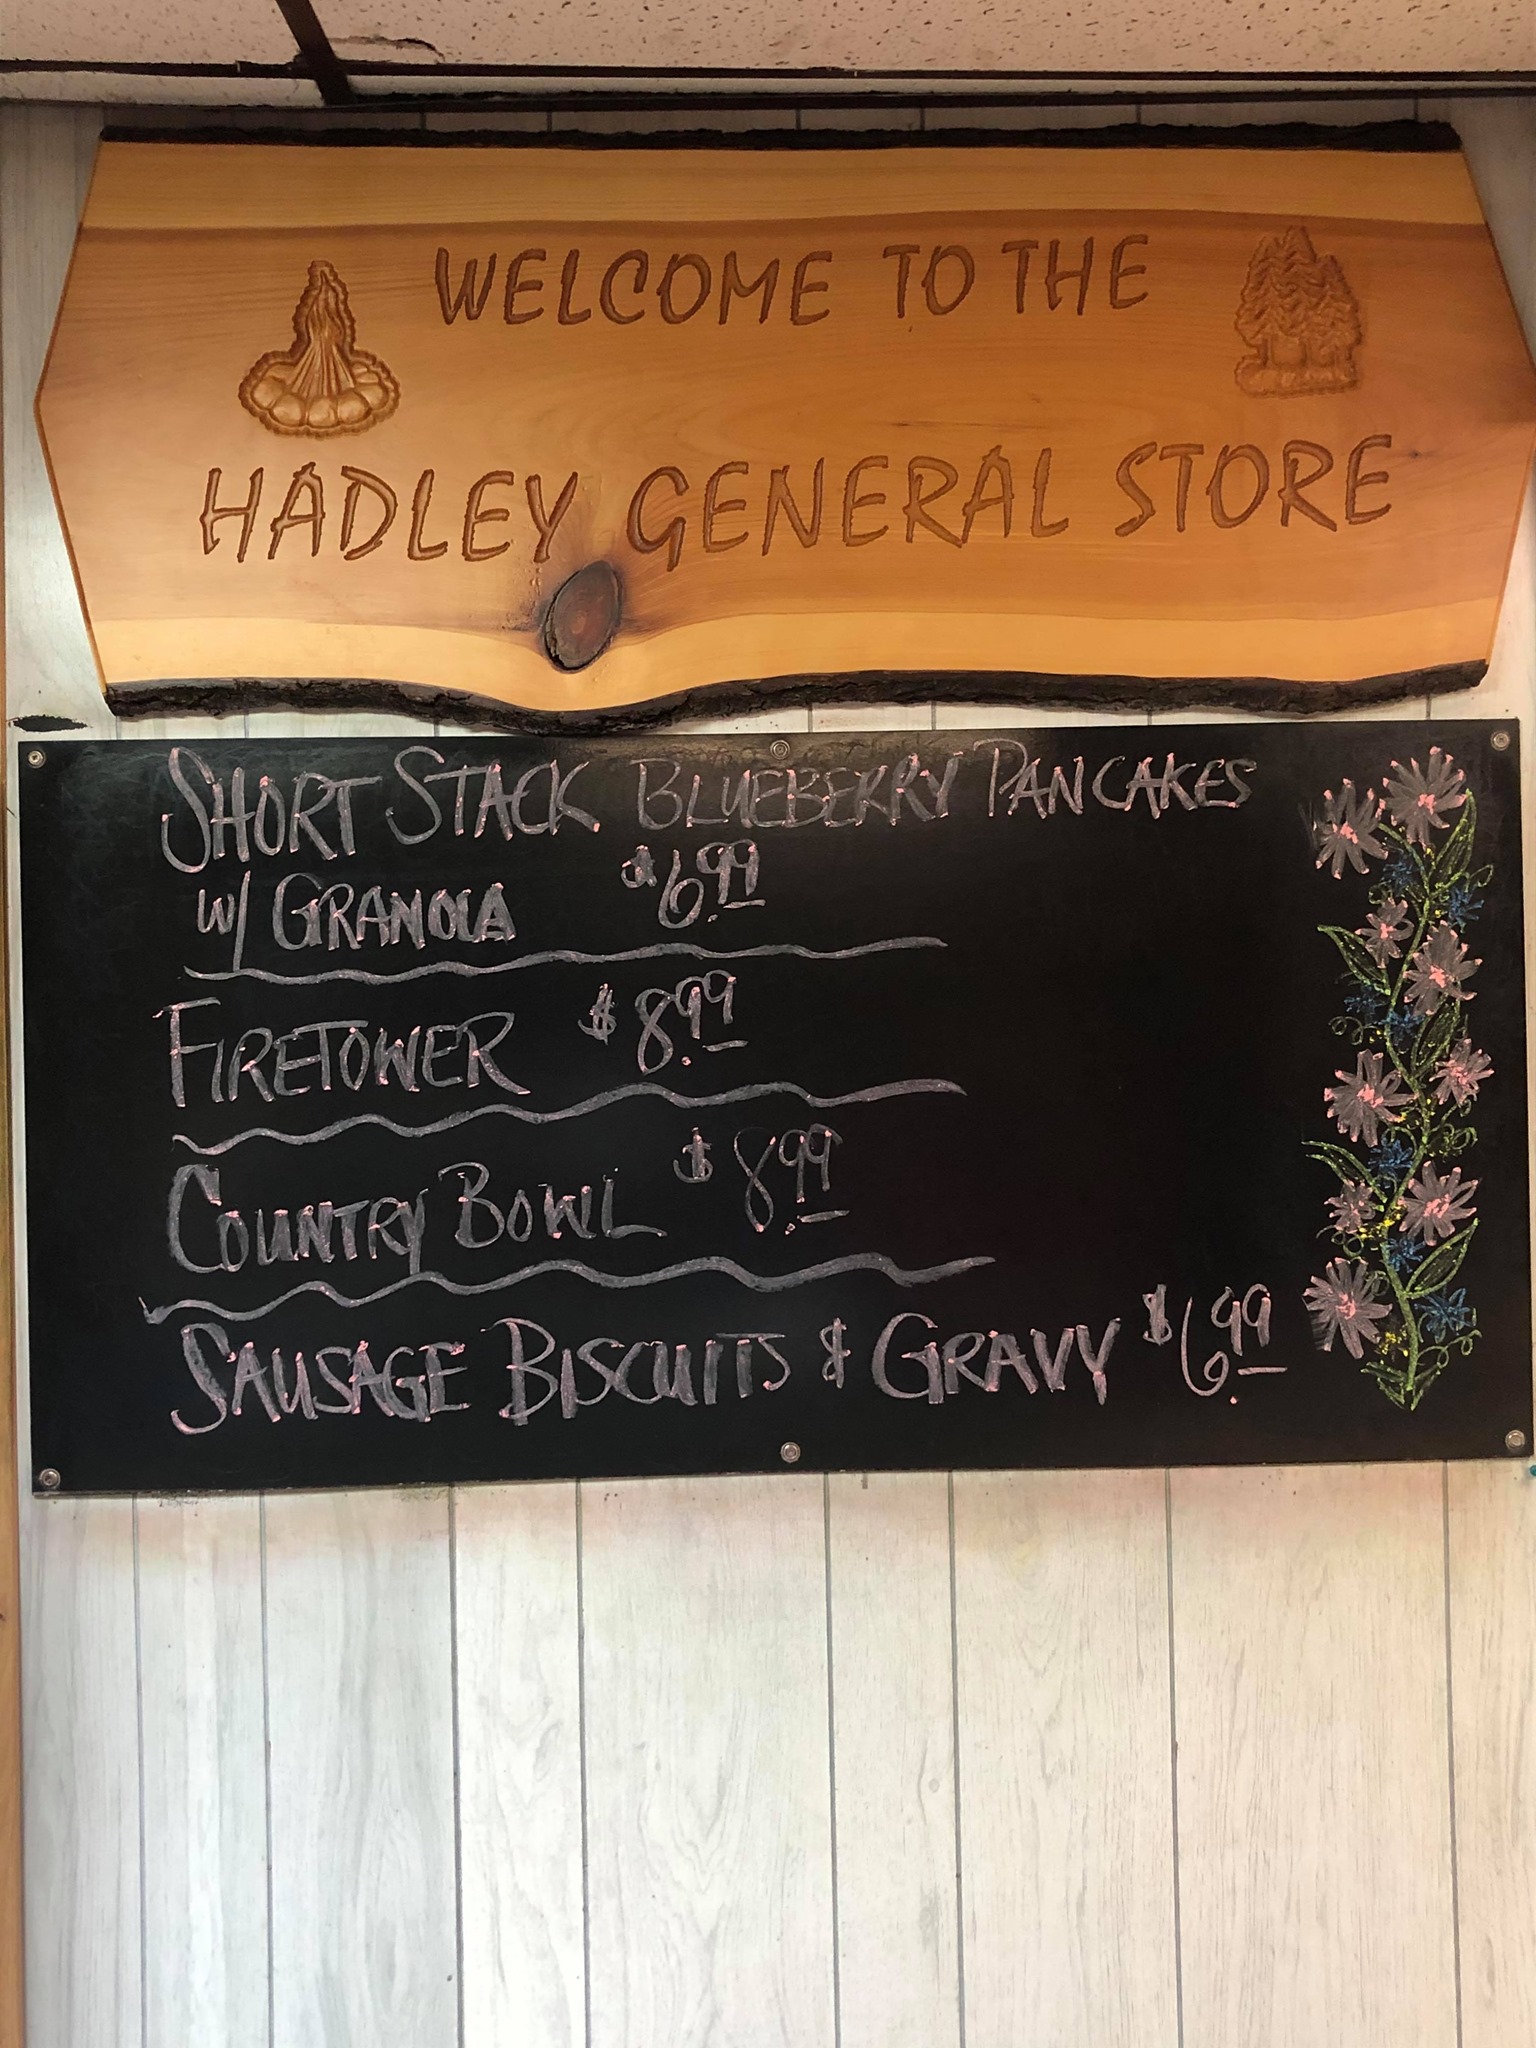 WELCOME TO THE
HADLEY GENERAL STORE
SHORT STACK BLUEBERRY PANCAKES
W/ GRANOLA $6.99
FIRETOWER $8.99
COUNTRY BOWL $8.99
SAUSAGE BISCUITS & GRAVY $6.99